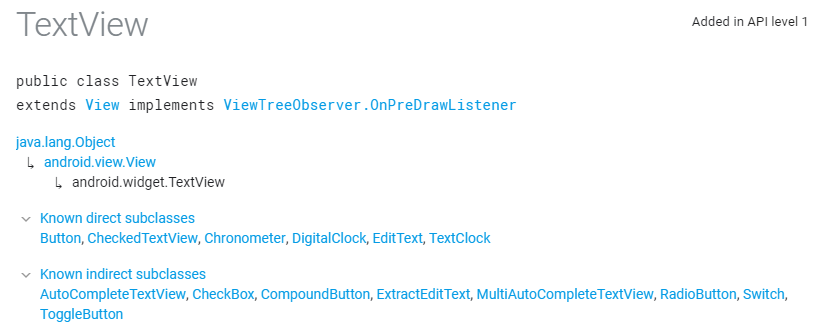 TextView
Added in API level 1
public class TextView
extends View implements ViewTreeObserver.OnPreDrawListener
java.lang.Object
↳ android.view.View
↳ android.widget.TextView
Known direct subclasses
Button, CheckedTextView, Chronometer, DigitalClock, EditText, TextClock
Known indirect subclasses
AutoCompleteTextView, CheckBox, CompoundButton, ExtractEditText, MultiAutoCompleteTextView, RadioButton, Switch,
ToggleButton